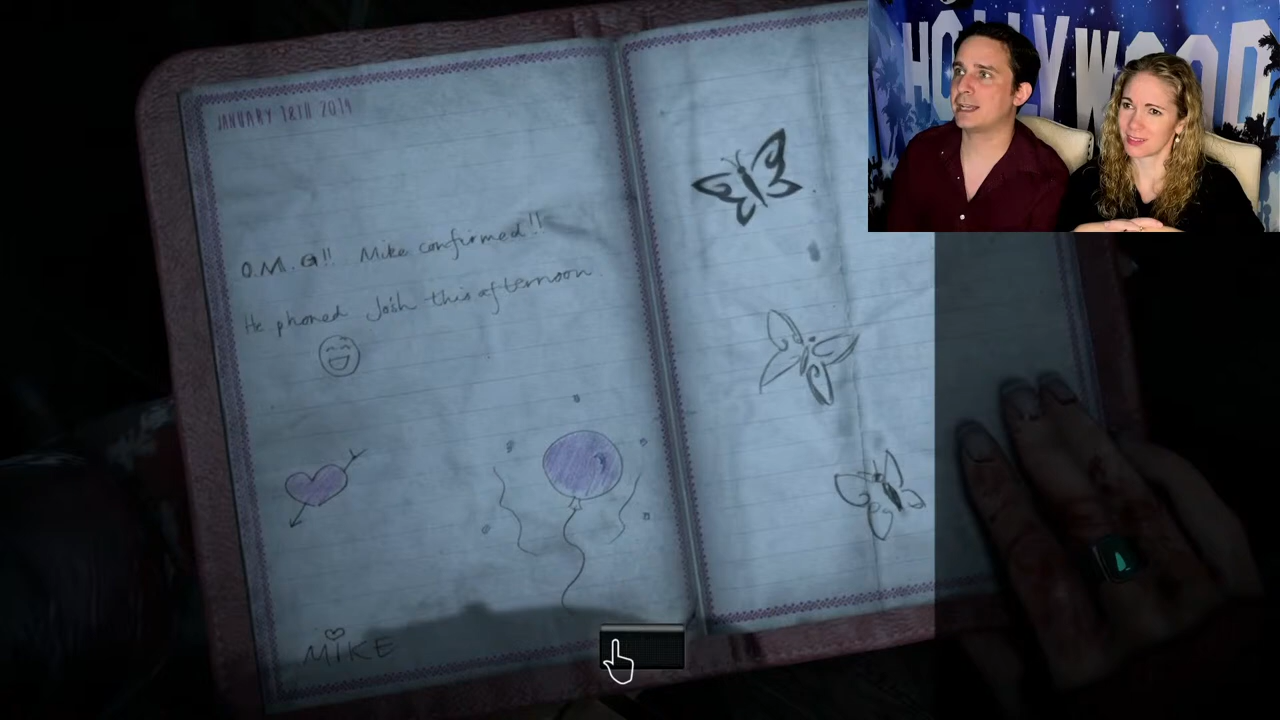 JANUARY 18TH 2014
O.M.G!! Mike confirmed!!
He phoned Josh this afternoon.
MIKE
HOLLYWOOD